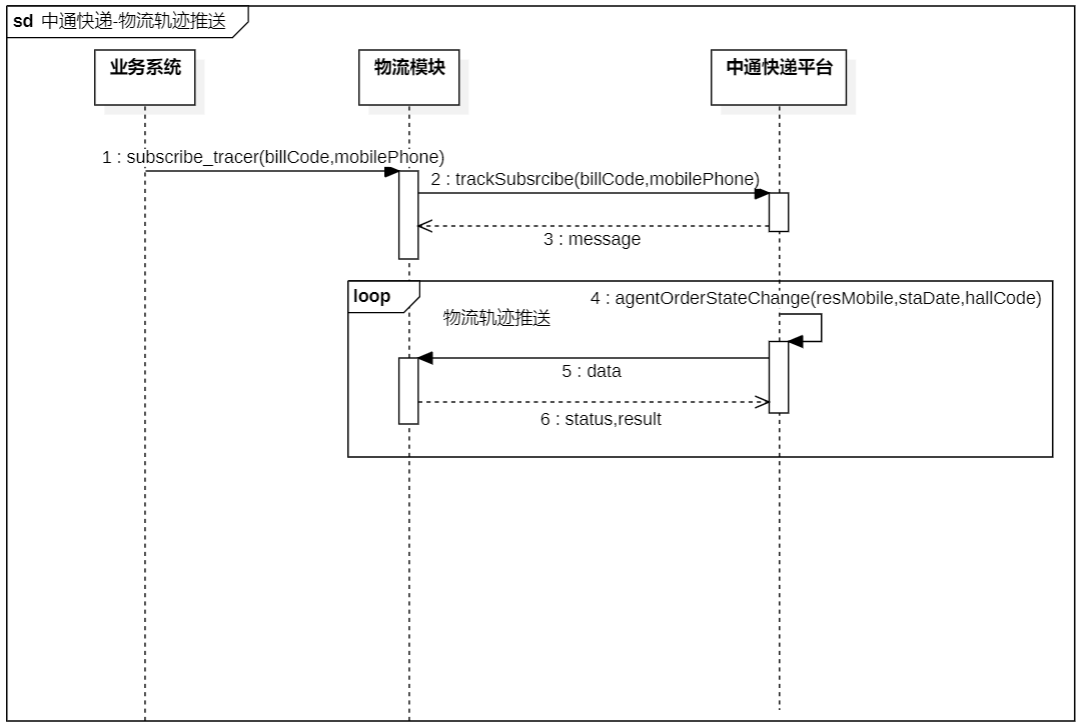 sd 中通快递-物流轨迹推送
业务系统
物流模块
中通快递平台
1 : subscribe_tracer(billCode,mobilePhone)
2 : trackSubsrcibe(billCode,mobilePhone)
3 : message
loop
4 : agentOrderStateChange(resMobile,staDate,hallCode)
物流轨迹推送
5 : data
6 : status,result